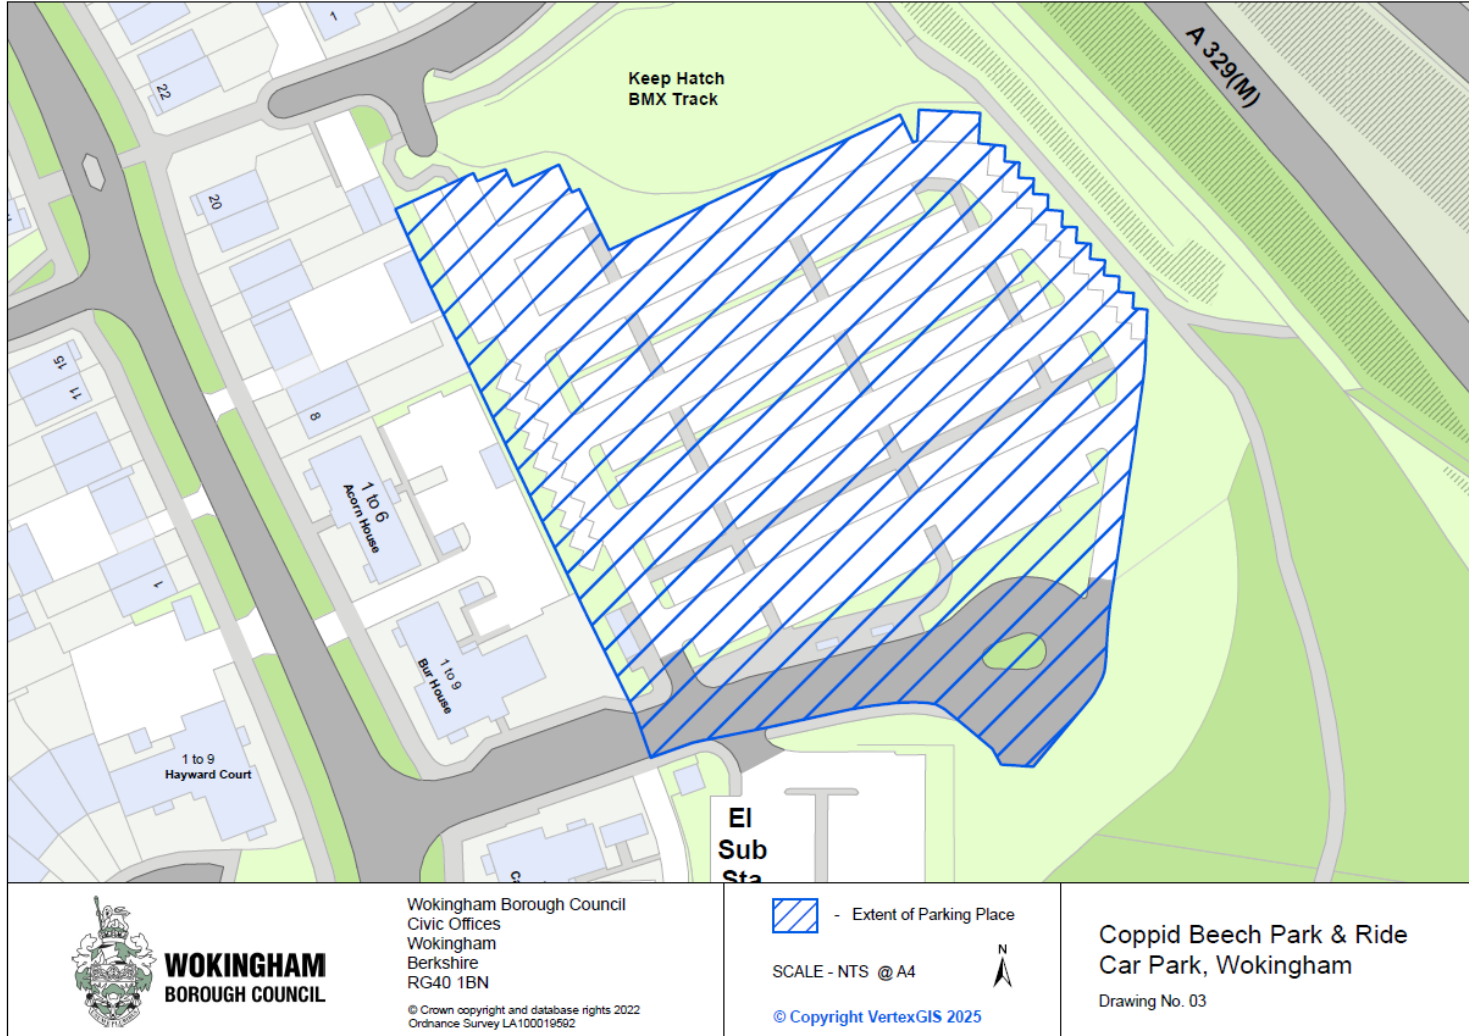 1
22
Keep Hatch
BMX Track
A 329(M)
20
15
11
8
1 to 6
Acorn House
1
1 to 9
Bur House
1 to 9
Hayward Court
El
Sub
Sta
WOKINGHAM
BOROUGH COUNCIL
Wokingham Borough Council
Civic Offices
Wokingham
Berkshire
RG40 1BN
© Crown copyright and database rights 2022
Ordnance Survey LA100019592
- Extent of Parking Place
SCALE - NTS @ A4
N
© Copyright VertexGIS 2025
Coppid Beech Park & Ride
Car Park, Wokingham
Drawing No. 03